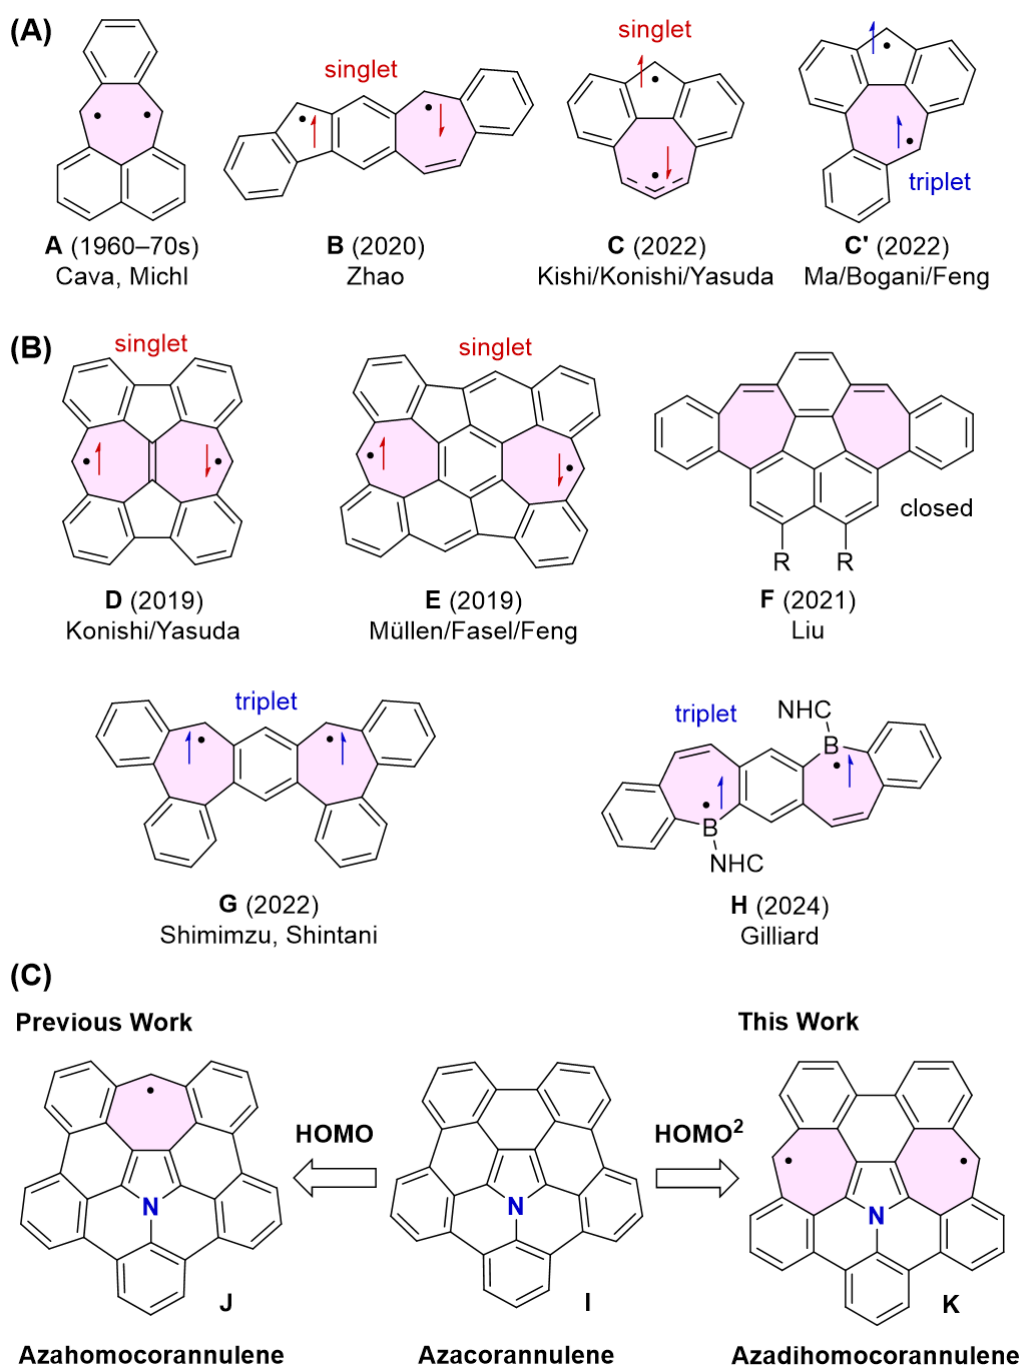 (A)
singlet
singlet
triplet
A (1960–70s)
Cava, Michl
B (2020)
Zhao
C (2022)
Kishi/Konishi/Yasuda
C' (2022)
Ma/Bogani/Feng
(B)
singlet
singlet
closed
R R
D (2019)
Konishi/Yasuda
E (2019)
Müllen/Fasel/Feng
F (2021)
Liu
triplet
triplet
NHC
B
B
NHC
G (2022)
Shimimzu, Shintani
H (2024)
Gilliard
(C)
Previous Work
This Work
HOMO
HOMO²
N
N
N
J
I
K
Azahomocorannulene
Azacorannulene
Azadihomocorannulene